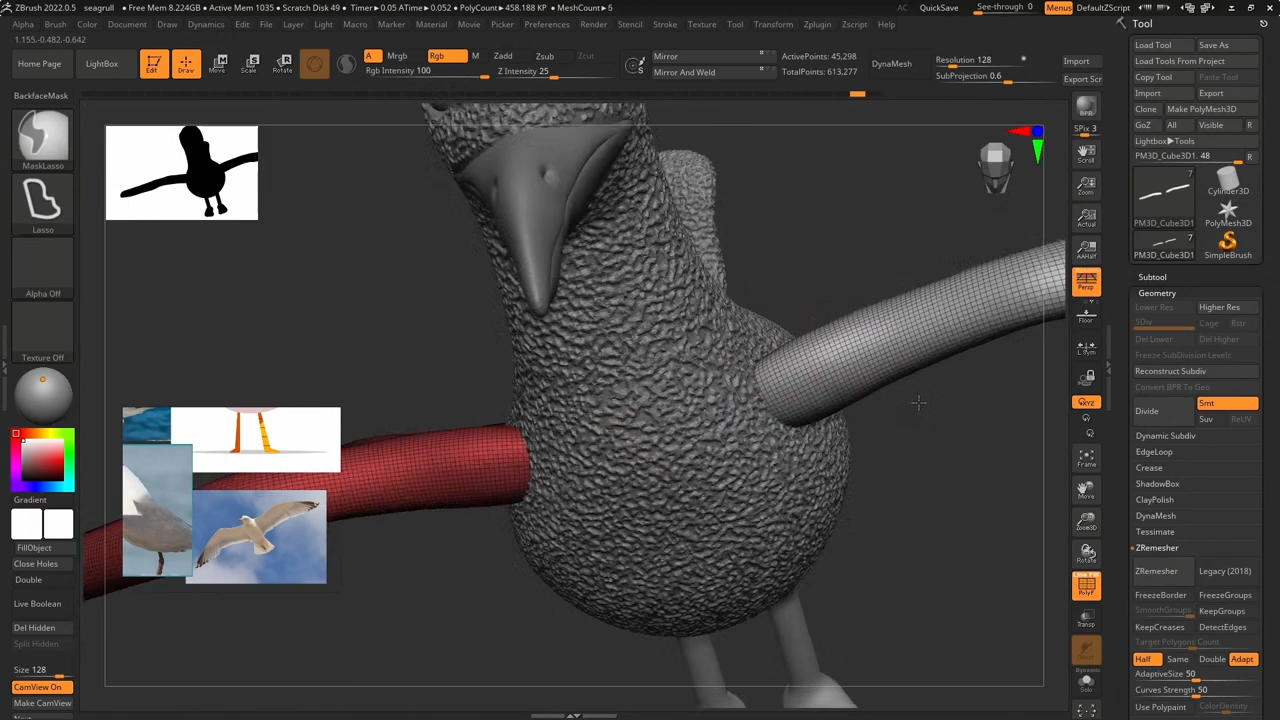 ZBrush 2022.0.5 seagrull ● Free Mem 8.224GB ● Active Mem 1035 ● Scratch Disk 49 ● Timer►0.05 ATime►0.052 ● PolyCount►458.188 KP ● MeshCount►6 AC QuickSave See-through 0 Menus DefaultZScript
Alpha Brush Color Document Draw Dynamics Edit File Layer Light Macro Marker Material Movie Picker Preferences Render Stencil Stroke Texture Tool Transform Zplugin Zscript Help
1.155,-0.482,-0.642
Home Page LightBox Edit Draw Move Scale Rotate A Mrgb Rgb M Zadd Zsub Zcut
Rgb Intensity 100 Z Intensity 25
Mirror
Mirror And Weld
ActivePoints: 45,298
TotalPoints: 613,277
DynaMesh
Resolution 128
SubProjection 0.6
Import
Export Scr
BackfaceMask
MaskLasso
Lasso
Alpha Off
Texture Off
Gradient
FillObject
Close Holes
Double
Live Boolean
Del Hidden
Split Hidden
Size 128
CamView On
Make CamView
BPR
SPix 3
Scroll
Zoom
Actual
AAHalf
Persp
Floor
L.Sym
XYZ
Frame
Move
Zoom3D
Rotate
Line Fill
PolyF
Transp
Dynamic
Solo
Tool
Load Tool Save As
Load Tools From Project
Copy Tool Paste Tool
Import Export
Clone Make PolyMesh3D
GoZ All Visible R
Lightbox►Tools
PM3D_Cube3D1. 48 R
7
Cylinder3D
PM3D_Cube3D1 PolyMesh3D
7
PM3D_Cube3D1 SimpleBrush
Subtool
Geometry
Lower Res Higher Res
SDiv Cage Rstr
Del Lower Del Higher
Freeze SubDivision Levels
Reconstruct Subdiv
Convert BPR To Geo
Divide Smt
Suv ReUV
Dynamic Subdiv
EdgeLoop
Crease
ShadowBox
ClayPolish
DynaMesh
Tessimate
ZRemesher
ZRemesher Legacy (2018)
FreezeBorder FreezeGroups
SmoothGroups KeepGroups
KeepCreases DetectEdges
Target Polygons Count
Half Same Double Adapt
AdaptiveSize 50
Curves Strength 50
Use Polypaint ColorDensity